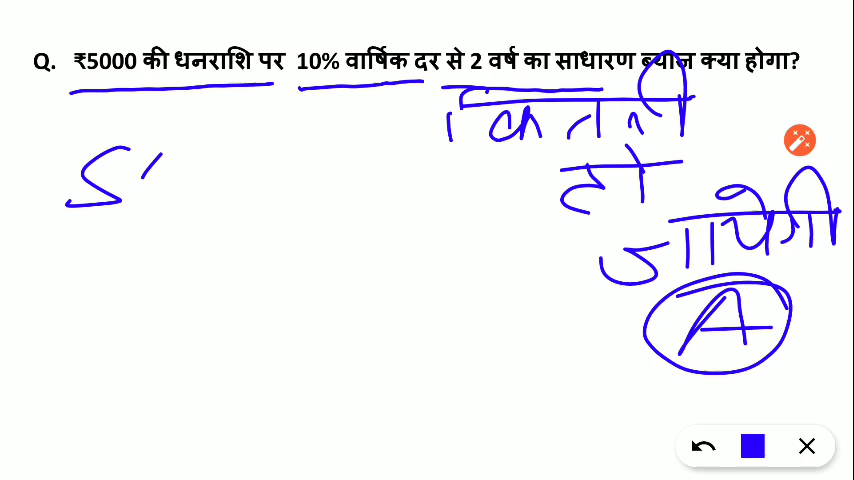 Q. ₹5000 की धनराशि पर 10% वार्षिक दर से 2 वर्ष का साधारण ब्याज क्या होगा?
कितनी
हो
जायेगी
S
A